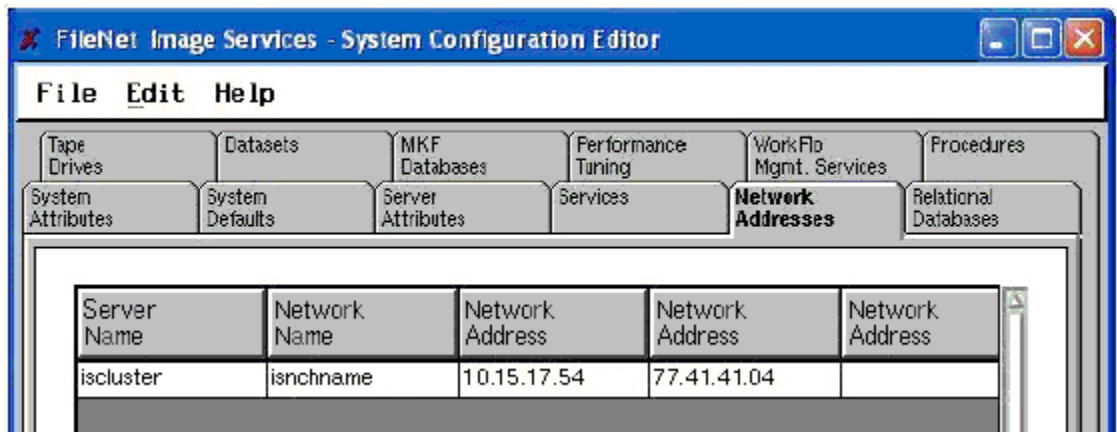 FileNet Image Services - System Configuration Editor
File Edit Help
Tape Drives
Datasets
MKF Databases
Performance Tuning
WorkFlo Mgmt. Services
Procedures
System Attributes
System Defaults
Server Attributes
Services
Network Addresses
Relational Databases
Server Name
Network Name
Network Address
Network Address
Network Address
iscluster isnchname 10.15.17.54 77.41.41.04